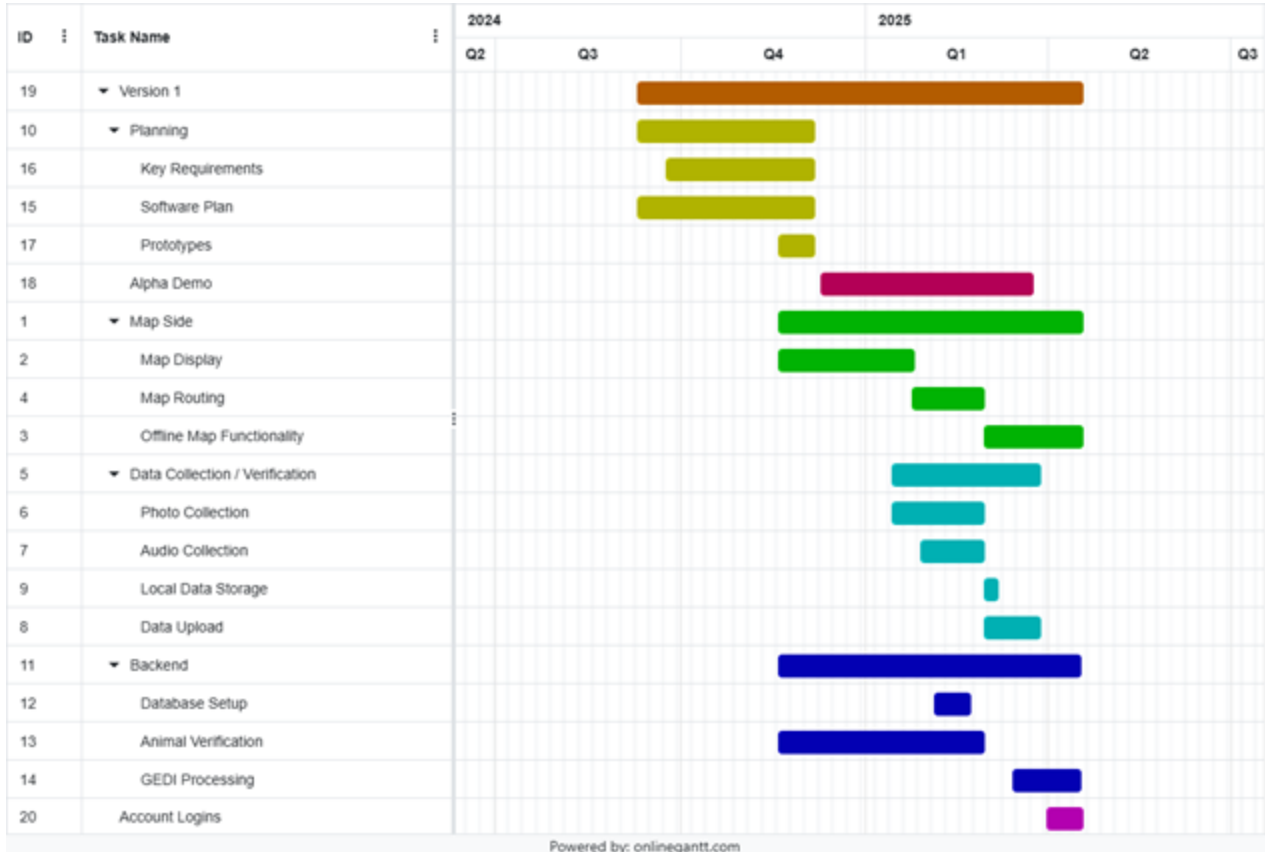 2024 2025
ID Task Name
Q2 Q3 Q4 Q1 Q2 Q3
19 Version 1
10 Planning
16 Key Requirements
15 Software Plan
17 Prototypes
18 Alpha Demo
1 Map Side
2 Map Display
4 Map Routing
3 Offline Map Functionality
5 Data Collection / Verification
6 Photo Collection
7 Audio Collection
9 Local Data Storage
8 Data Upload
11 Backend
12 Database Setup
13 Animal Verification
14 GEDI Processing
20 Account Logins
Powered by: onlinegantt.com